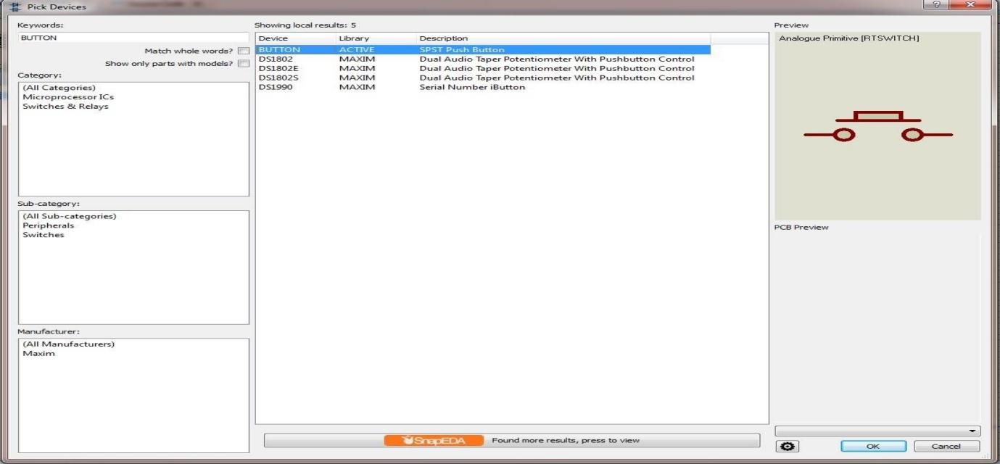 Pick Devices
Keywords:
BUTTON
Match whole words?
Show only parts with models?
Category:
(All Categories)
Microprocessor ICs
Switches & Relays
Sub-category:
(All Sub-categories)
Peripherals
Switches
Manufacturer:
(All Manufacturers)
Maxim
Showing local results: 5
Device Library Description
BUTTON ACTIVE SPST Push Button
DS1802 MAXIM Dual Audio Taper Potentiometer With Pushbutton Control
DS1802E MAXIM Dual Audio Taper Potentiometer With Pushbutton Control
DS1802S MAXIM Dual Audio Taper Potentiometer With Pushbutton Control
DS1990 MAXIM Serial Number iButton
SnapEDA Found more results, press to view
Preview
Analogue Primitive [RTSWITCH]
PCB Preview
OK Cancel